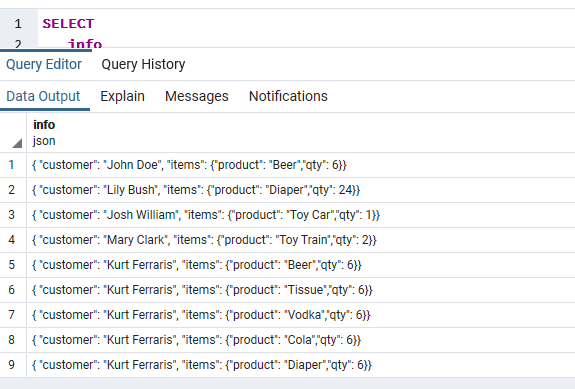 1 SELECT
2 info
Query Editor Query History
Data Output Explain Messages Notifications
info
json
1 { "customer": "John Doe", "items": {"product": "Beer","qty": 6}}
2 { "customer": "Lily Bush", "items": {"product": "Diaper","qty": 24}}
3 { "customer": "Josh William", "items": {"product": "Toy Car","qty": 1}}
4 { "customer": "Mary Clark", "items": {"product": "Toy Train","qty": 2}}
5 { "customer": "Kurt Ferraris", "items": {"product": "Beer","qty": 6}}
6 { "customer": "Kurt Ferraris", "items": {"product": "Tissue","qty": 6}}
7 { "customer": "Kurt Ferraris", "items": {"product": "Vodka","qty": 6}}
8 { "customer": "Kurt Ferraris", "items": {"product": "Cola","qty": 6}}
9 { "customer": "Kurt Ferraris", "items": {"product": "Diaper","qty": 6}}